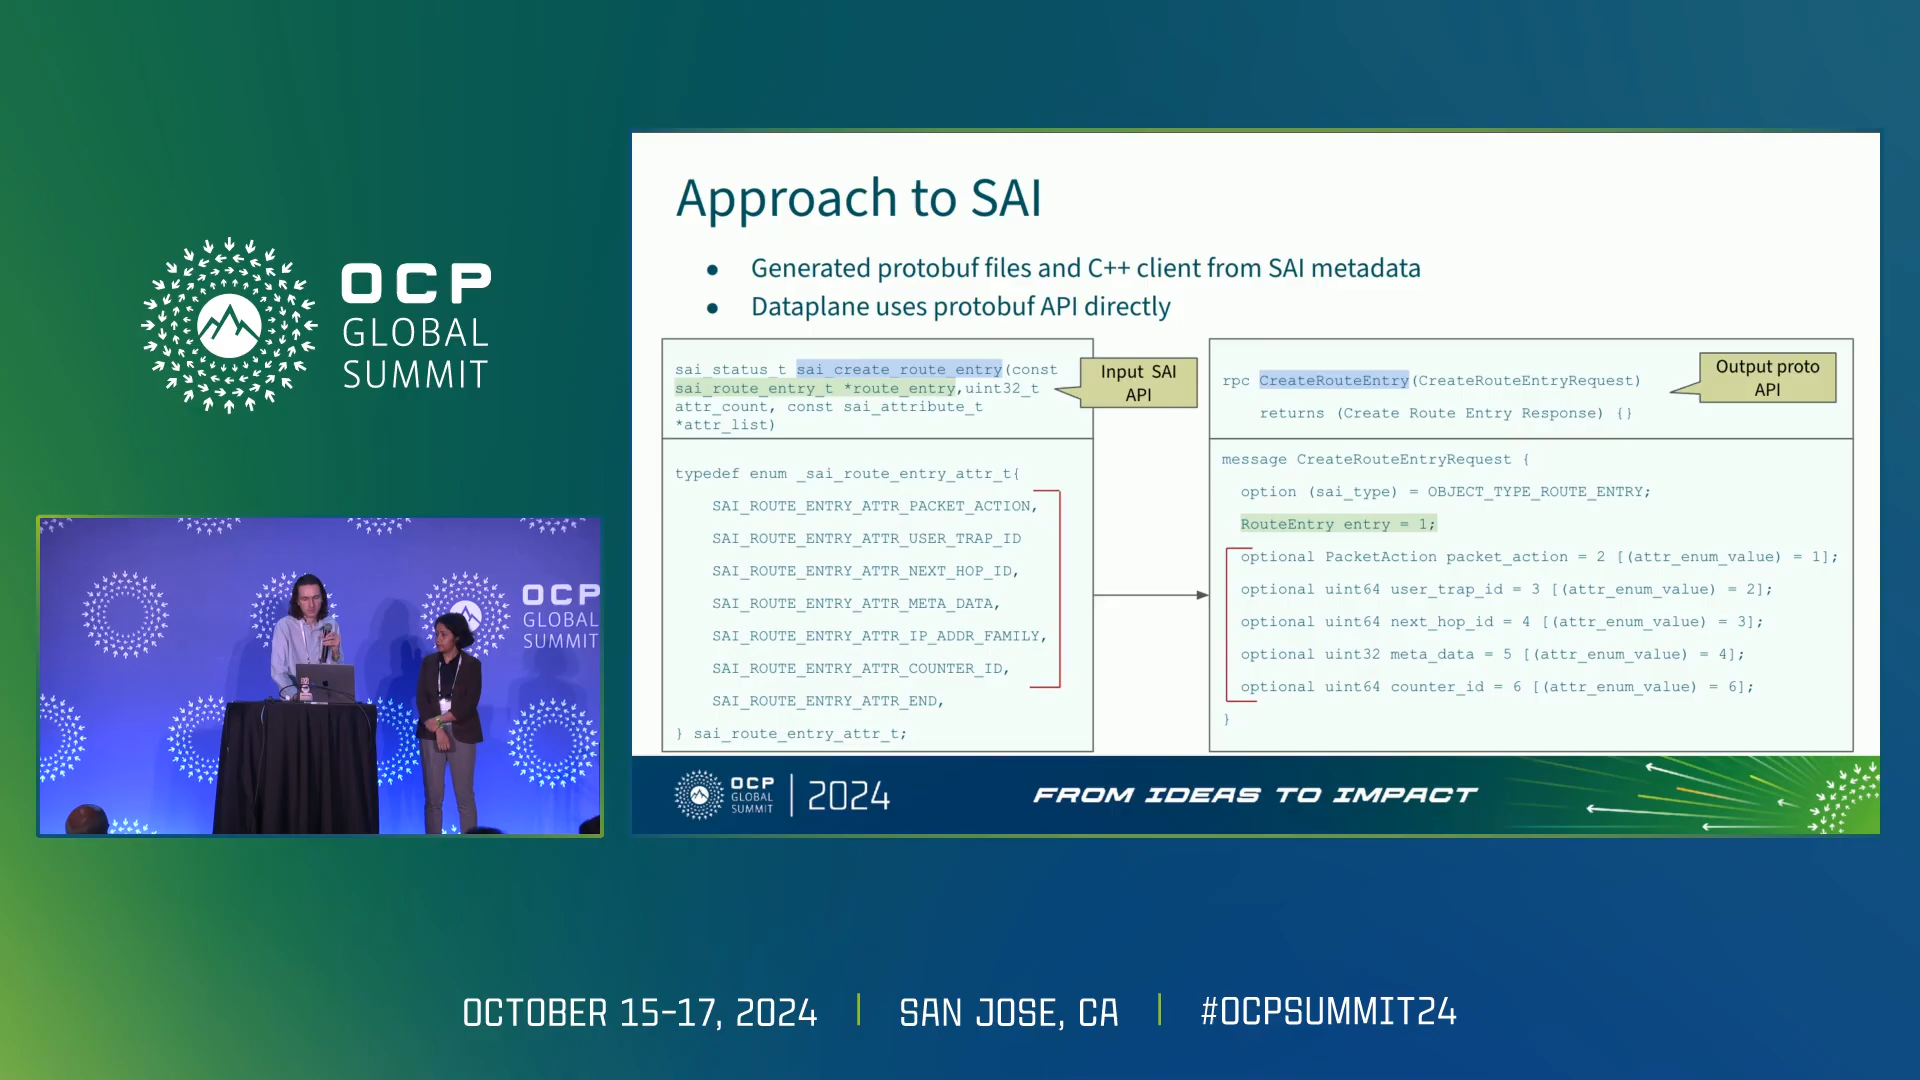 OCP
GLOBAL
SUMMIT
OCP
GLOBAL
SUMMIT
Approach to SAI
● Generated protobuf files and C++ client from SAI metadata
● Dataplane uses protobuf API directly
sai_status_t sai_create_route_entry(const
sai_route_entry_t *route_entry,uint32_t
attr_count, const sai_attribute_t
*attr_list)
Input SAI
API
typedef enum _sai_route_entry_attr_t{
SAI_ROUTE_ENTRY_ATTR_PACKET_ACTION,
SAI_ROUTE_ENTRY_ATTR_USER_TRAP_ID
SAI_ROUTE_ENTRY_ATTR_NEXT_HOP_ID,
SAI_ROUTE_ENTRY_ATTR_META_DATA,
SAI_ROUTE_ENTRY_ATTR_IP_ADDR_FAMILY,
SAI_ROUTE_ENTRY_ATTR_COUNTER_ID,
SAI_ROUTE_ENTRY_ATTR_END,
} sai_route_entry_attr_t;
rpc CreateRouteEntry(CreateRouteEntryRequest)
returns (Create Route Entry Response) {}
Output proto
API
message CreateRouteEntryRequest {
option (sai_type) = OBJECT_TYPE_ROUTE_ENTRY;
RouteEntry entry = 1;
optional PacketAction packet_action = 2 [(attr_enum_value) = 1];
optional uint64 user_trap_id = 3 [(attr_enum_value) = 2];
optional uint64 next_hop_id = 4 [(attr_enum_value) = 3];
optional uint32 meta_data = 5 [(attr_enum_value) = 4];
optional uint64 counter_id = 6 [(attr_enum_value) = 6];
}
OCP
GLOBAL
SUMMIT
2024
FROM IDEAS TO IMPACT
OCTOBER 15–17, 2024 | SAN JOSE, CA | #OCPSUMMIT24